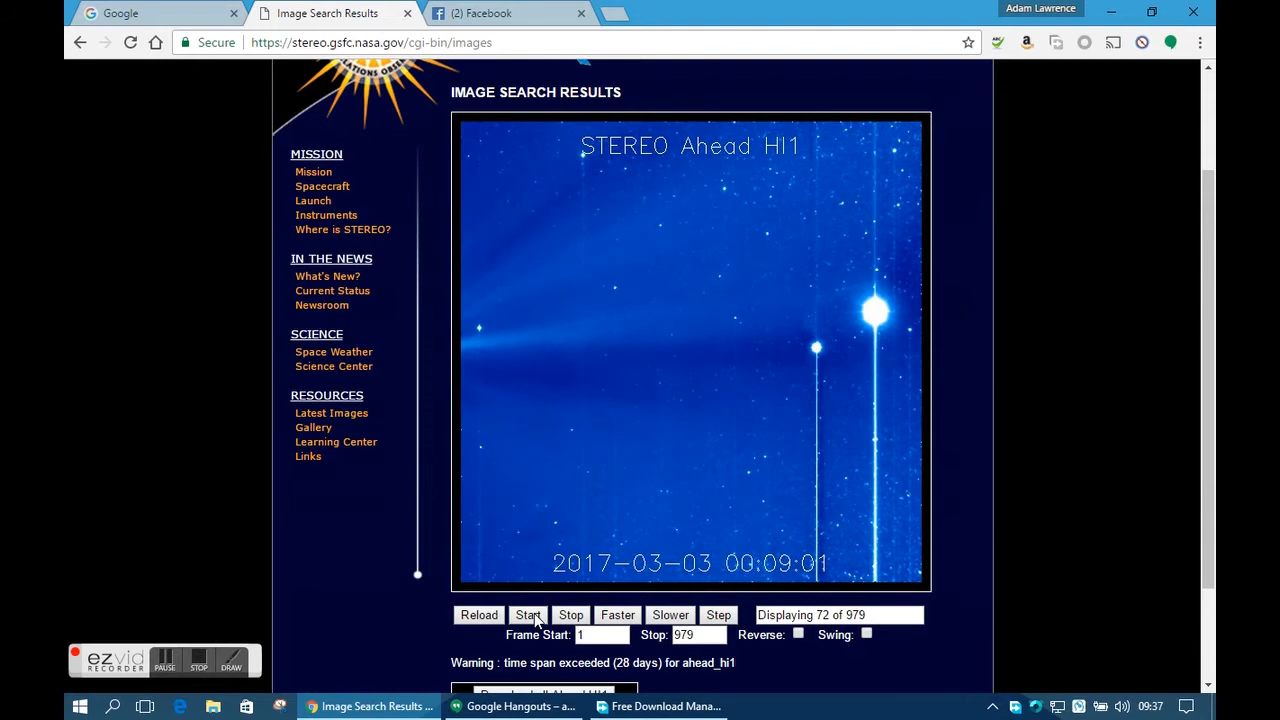 Google
Image Search Results
(2) Facebook
Adam Lawrence
Secure
https://stereo.gsfc.nasa.gov/cgi-bin/images
IMAGE SEARCH RESULTS
STEREO Ahead HI1
2017-03-03 00:09:01
MISSION
Mission
Spacecraft
Launch
Instruments
Where is STEREO?
IN THE NEWS
What's New?
Current Status
Newsroom
SCIENCE
Space Weather
Science Center
RESOURCES
Latest Images
Gallery
Learning Center
Links
Reload Start Stop Faster Slower Step Displaying 72 of 979
Frame Start: 1 Stop: 979 Reverse: Swing:
Warning : time span exceeded (28 days) for ahead_hi1
ezvid
RECORDER
PAUSE STOP DRAW
Image Search Results ...
Google Hangouts – a...
Free Download Mana...
09:37